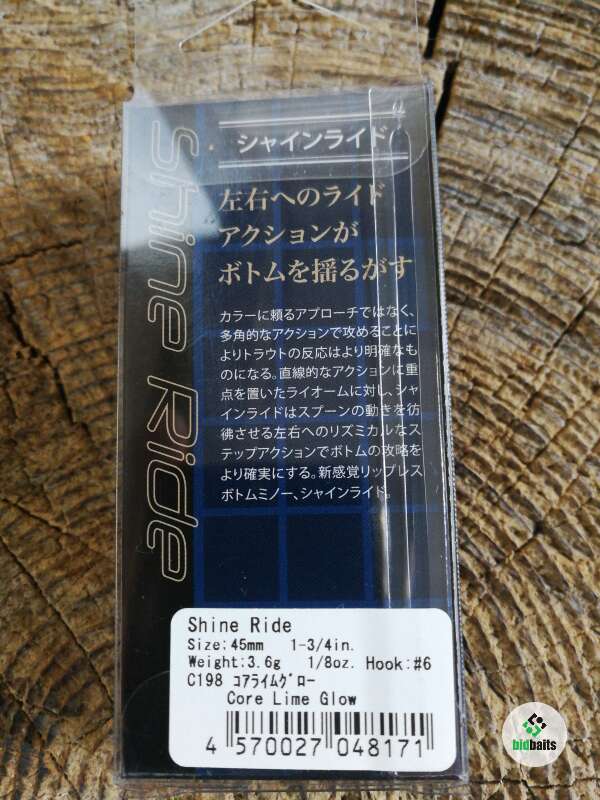 Shine Ride
シャインライド
左右へのライド
アクションが
ボトムを揺るがす
カラーに頼るアプローチではなく、
多角的なアクションで攻めることに
よりトラウトの反応はより明確なも
のになる。直線的なアクションに重
点を置いたライオームに対し、シャ
インライドはスプーンの動きを彷
彿させる左右へのリズミカルなス
テップアクションでボトムの攻略を
より確実にする。新感覚リップレス
ボトムミノー、シャインライド。
Shine Ride
Size:45mm 1-3/4in.
Weight:3.6g 1/8oz. Hook:#6
C198 ｺｱﾗｲﾑｸﾞﾛｰ
Core Lime Glow
4 570027 048171
bidbaits